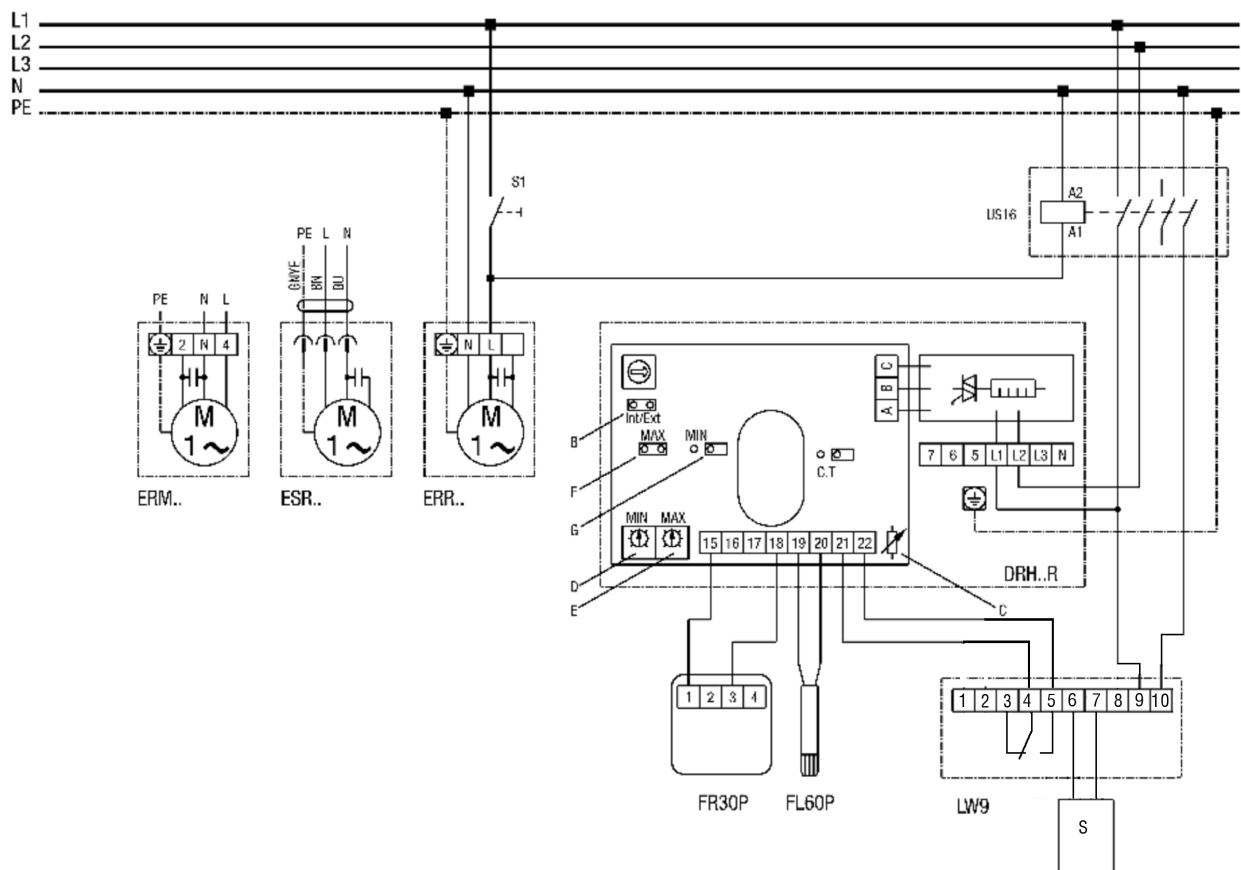 L1
L2
L3
N
PE
S1
US16
A2
A1
PE L N
GNYE
BN
BU
PE N L
2 N 4
N L
M
1
M
1
M
1
ERM..
ESR..
ERR..
Int/Ext
MAX MIN
C.T
C
B
A
7 6 5 L1 L2 L3 N
B
F
G
MIN MAX
15 16 17 18 19 20 21 22
D
E
C
DRH..R
1 2 3 4
FR30P
FL60P
1 2 3 4 5 6 7 8 9 10
LW9
S